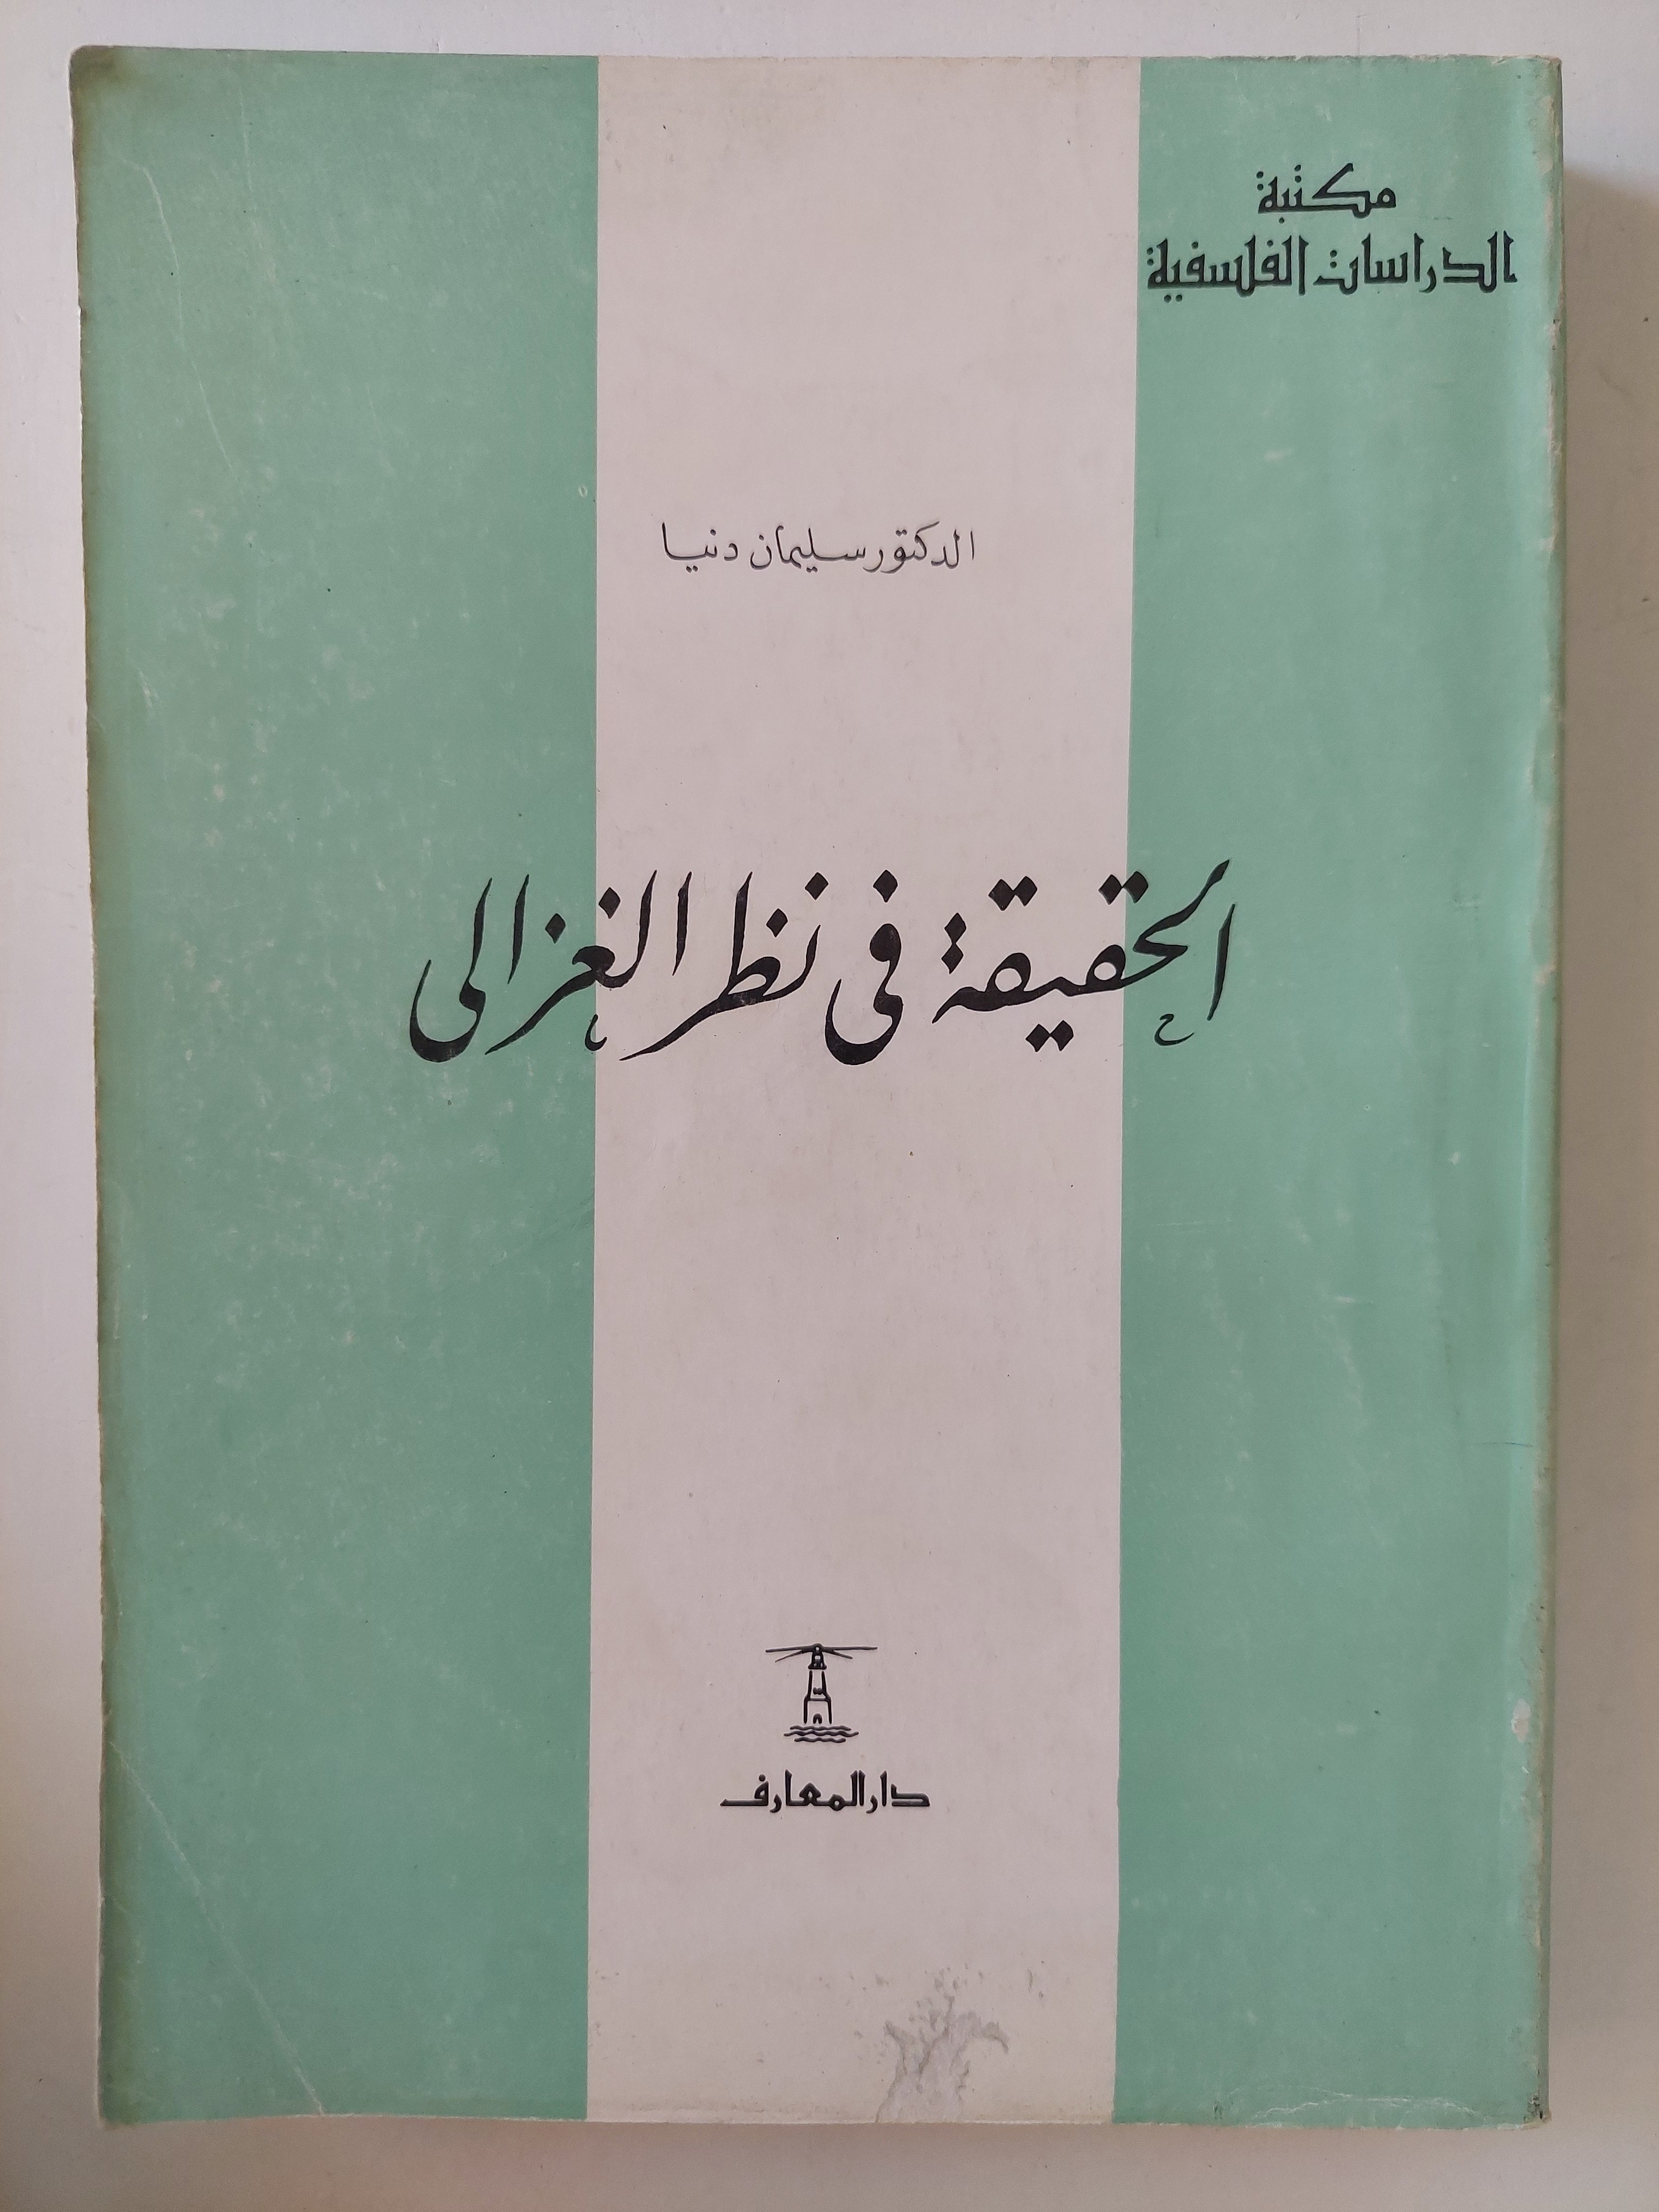 مكتبة
الدراسات الفلسفية
الدكتور سليمان دنيا
الحقيقة فى نظر الغزالى
دار المعارف